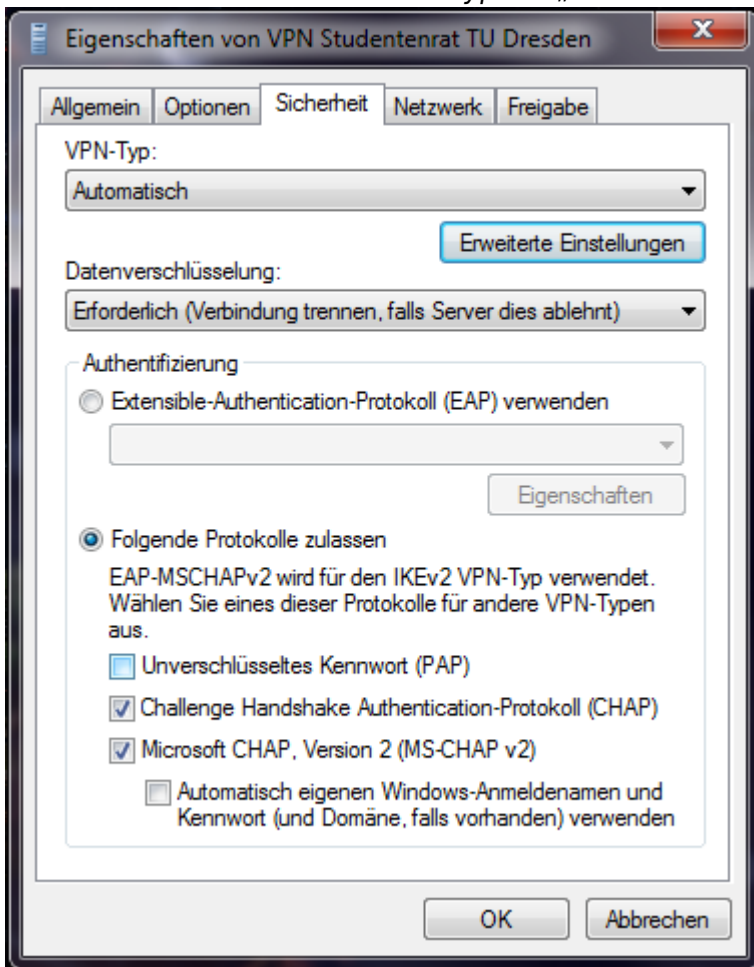 Eigenschaften von VPN Studentenrat TU Dresden
Allgemein Optionen Sicherheit Netzwerk Freigabe
VPN-Typ:
Automatisch
Erweiterte Einstellungen
Datenverschlüsselung:
Erforderlich (Verbindung trennen, falls Server dies ablehnt)
Authentifizierung
Extensible-Authentication-Protokoll (EAP) verwenden
Eigenschaften
Folgende Protokolle zulassen
EAP-MSCHAPv2 wird für den IKEv2 VPN-Typ verwendet.
Wählen Sie eines dieser Protokolle für andere VPN-Typen
aus.
Unverschlüsseltes Kennwort (PAP)
Challenge Handshake Authentication-Protokoll (CHAP)
Microsoft CHAP, Version 2 (MS-CHAP v2)
Automatisch eigenen Windows-Anmeldenamen und
Kennwort (und Domäne, falls vorhanden) verwenden
OK Abbrechen